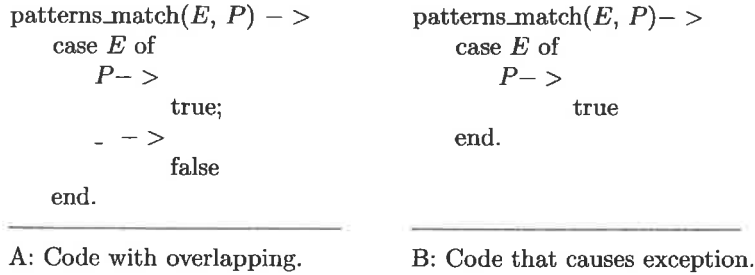 patterns_match(E, P) − >
case E of
P− >
true;
_ − >
false
end.
A: Code with overlapping.
patterns_match(E, P)− >
case E of
P− >
true
end.
B: Code that causes exception.